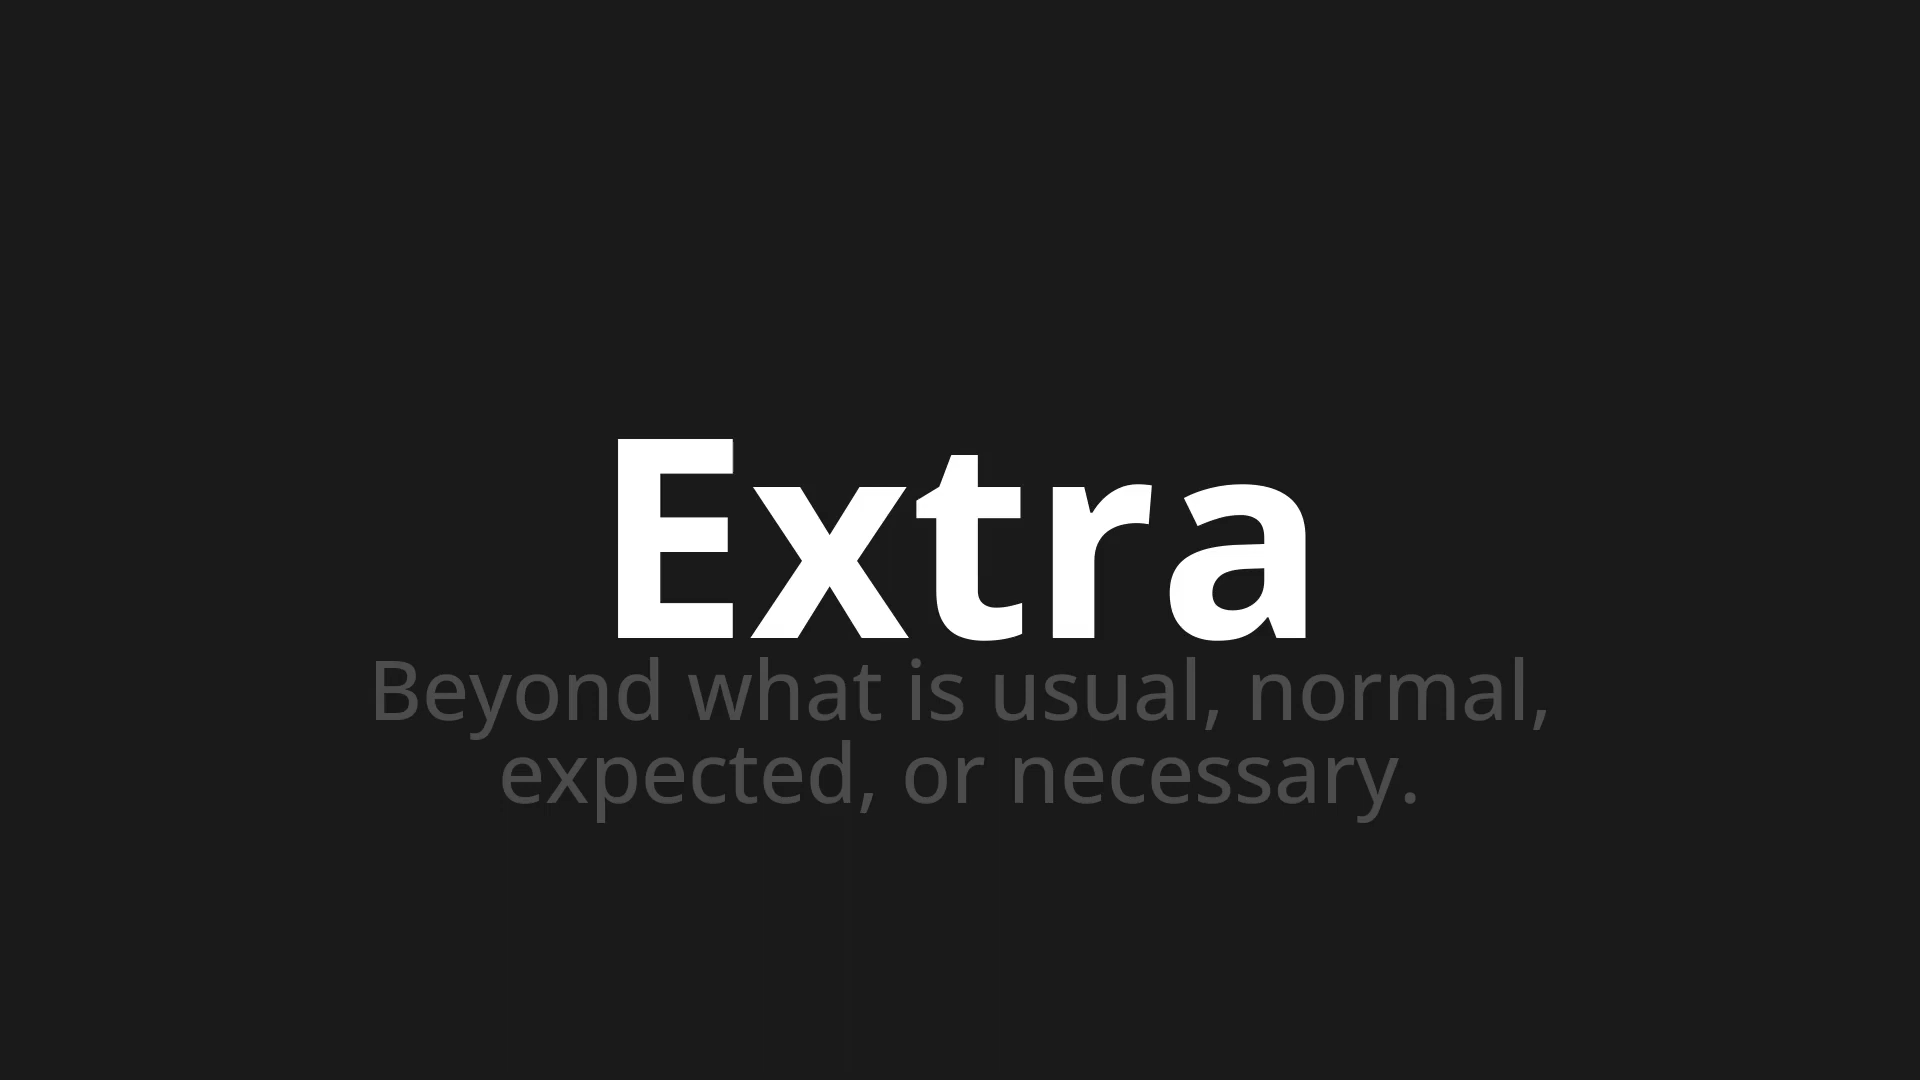 Extra
Beyond what is usual, normal,
expected, or necessary.